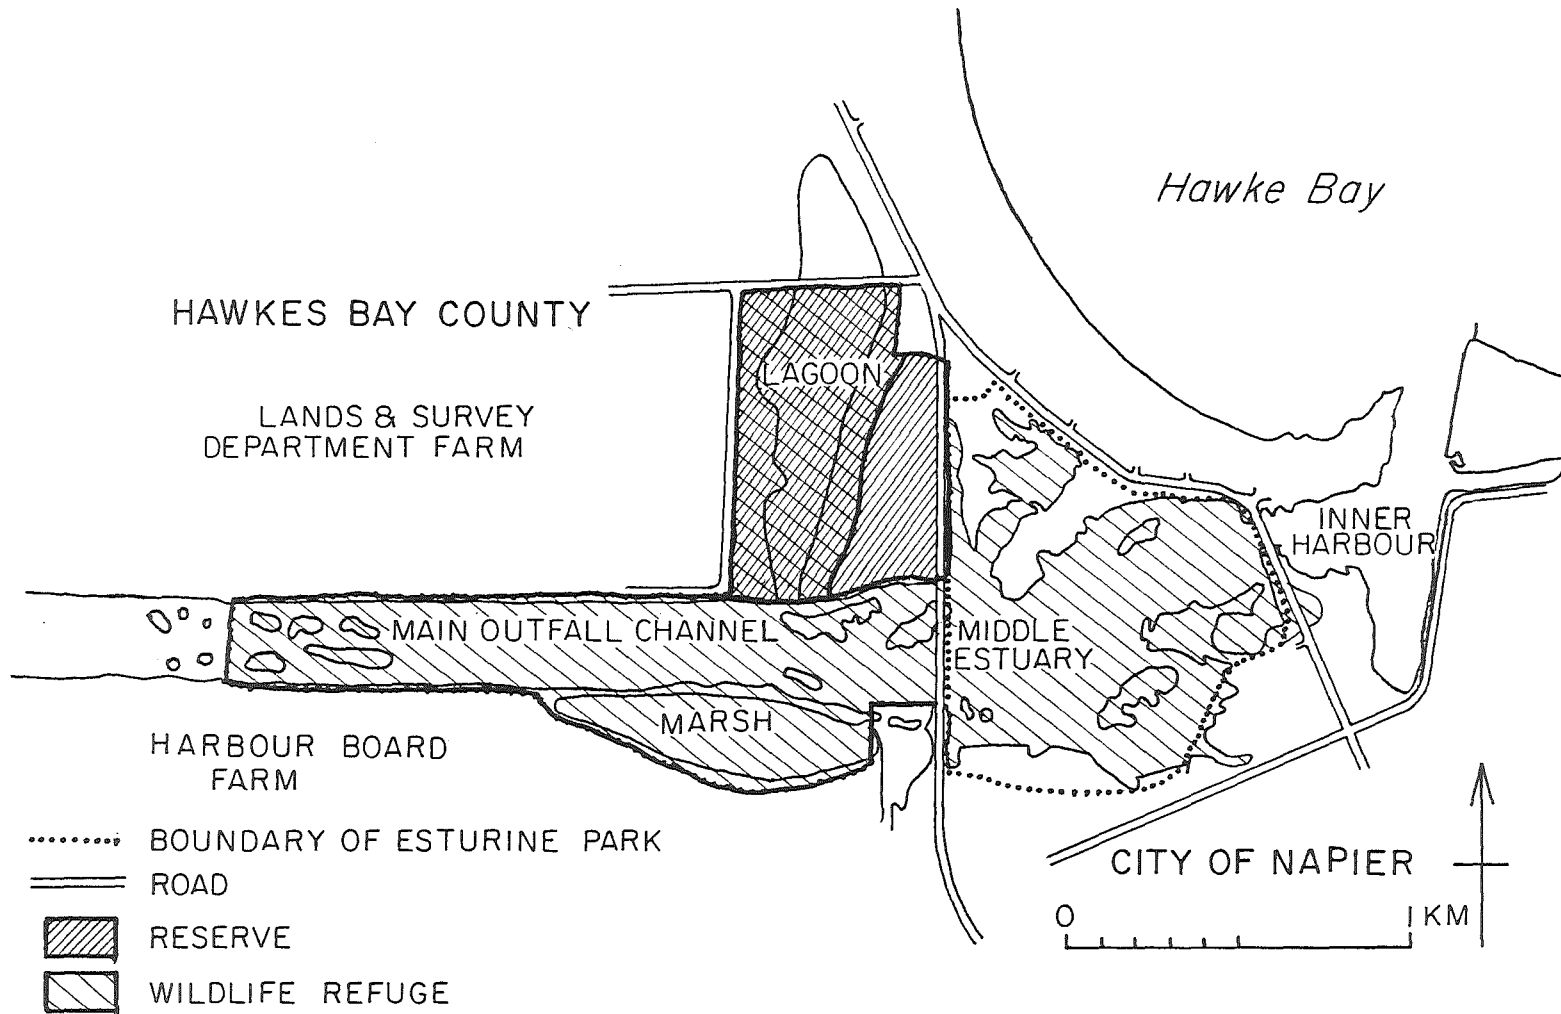 Hawke Bay
HAWKES BAY COUNTY
LAGOON
LANDS & SURVEY
DEPARTMENT FARM
INNER
HARBOUR
MAIN OUTFALL CHANNEL
MIDDLE
ESTUARY
MARSH
HARBOUR BOARD
FARM
BOUNDARY OF ESTURINE PARK
ROAD
RESERVE
WILDLIFE REFUGE
CITY OF NAPIER
0 1 KM